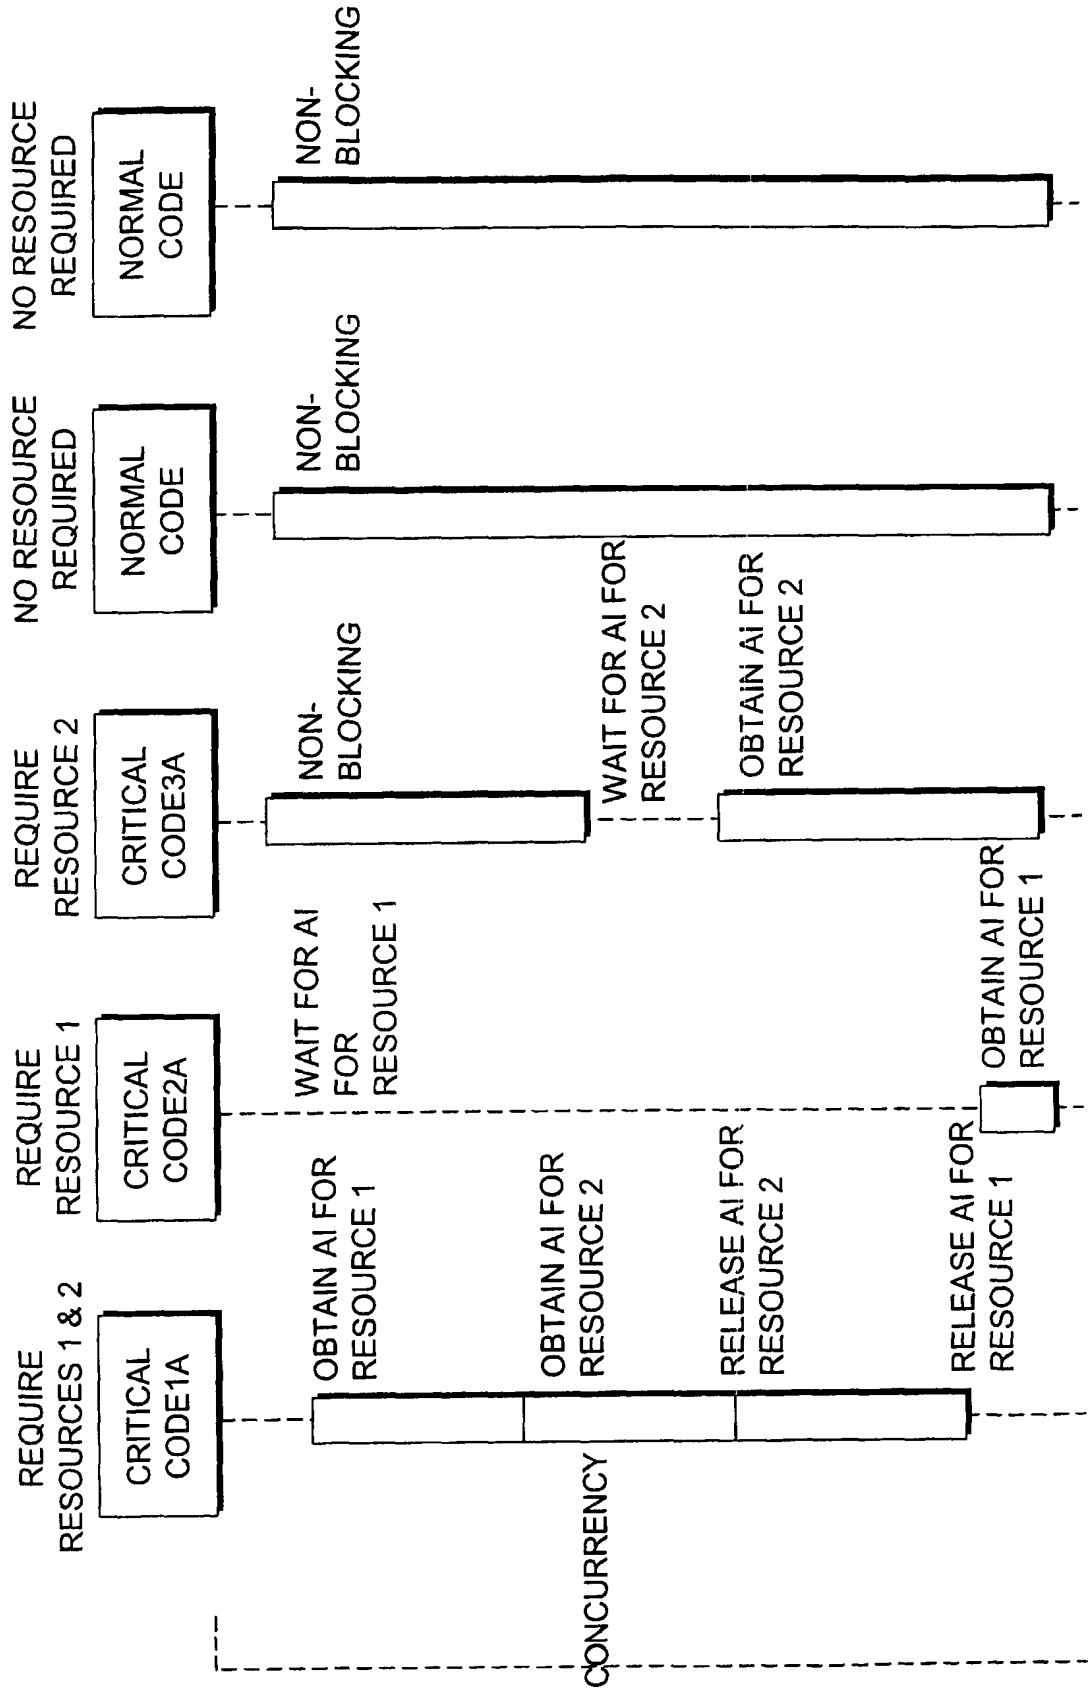 REQUIRE
RESOURCES 1 & 2
CRITICAL
CODE1A
OBTAIN AI FOR
RESOURCE 1
OBTAIN AI FOR
RESOURCE 2
RELEASE AI FOR
RESOURCE 2
RELEASE AI FOR
RESOURCE 1
CONCURRENCY
REQUIRE
RESOURCE 1
CRITICAL
CODE2A
WAIT FOR AI
FOR
RESOURCE 1
OBTAIN AI FOR
RESOURCE 1
REQUIRE
RESOURCE 2
CRITICAL
CODE3A
NON-
BLOCKING
WAIT FOR AI FOR
RESOURCE 2
OBTAIN AI FOR
RESOURCE 2
NO RESOURCE
REQUIRED
NORMAL
CODE
NON-
BLOCKING
NO RESOURCE
REQUIRED
NORMAL
CODE
NON-
BLOCKING